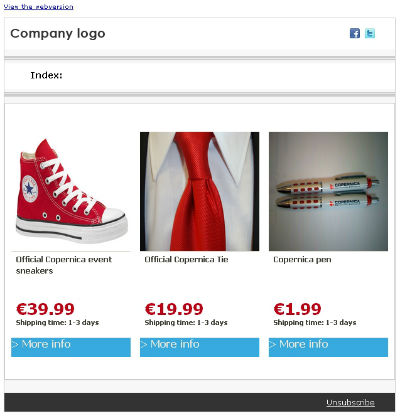 View the webversion
Company logo
Index:
COPERNICA
COPERNICA
Official Copernica event
sneakers
Official Copernica Tie
Copernica pen
€39.99
€19.99
€1.99
Shipping time: 1-3 days
Shipping time: 1-3 days
Shipping time: 1-3 days
> More info
> More info
> More info
Unsubscribe